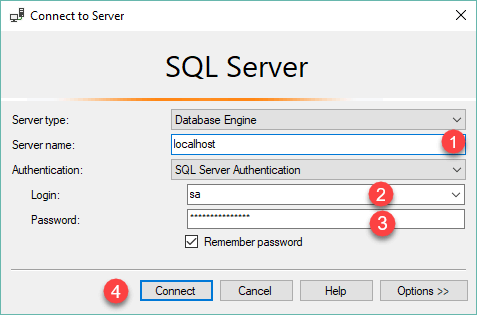 Connect to Server
SQL Server
Server type: Database Engine
Server name: localhost 1
Authentication: SQL Server Authentication
Login: sa 2
Password: *************** 3
Remember password
4 Connect Cancel Help Options >>